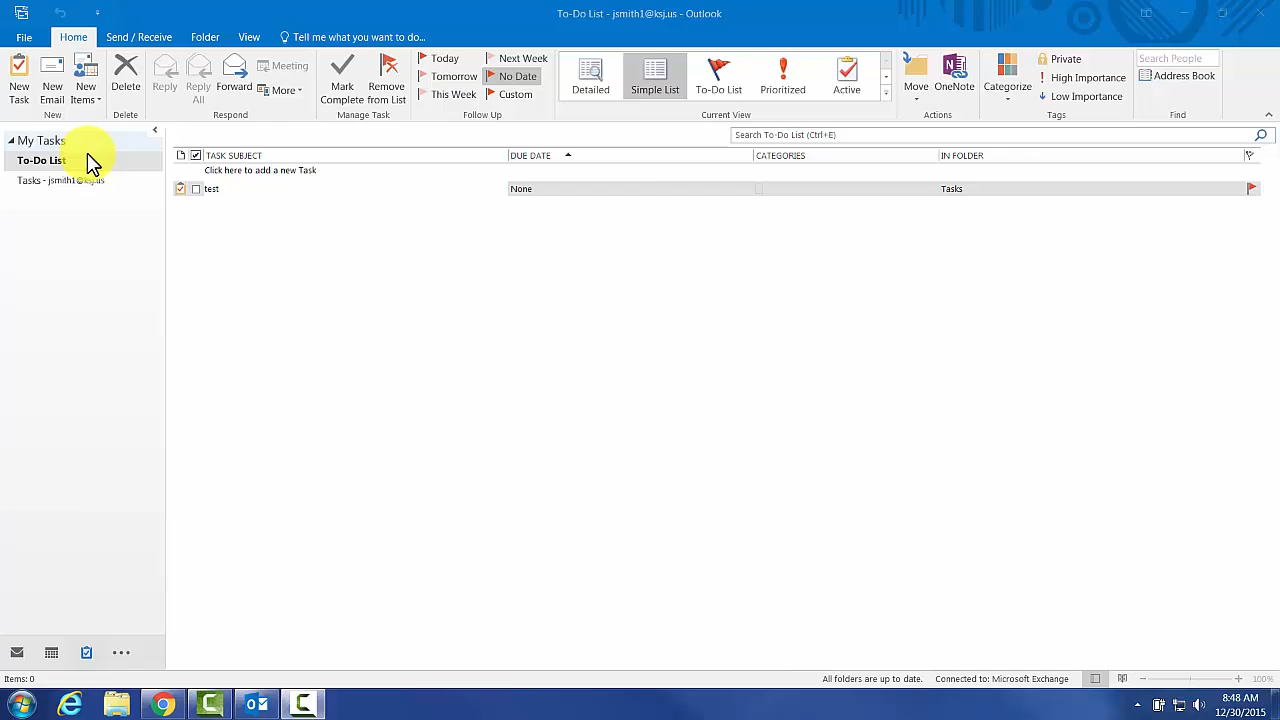 To-Do List - jsmith1@ksj.us - Outlook
File Home Send / Receive Folder View Tell me what you want to do...
New Task
New Email
New Items
New
Delete
Delete
Reply
Reply All
Forward
Meeting
More
Respond
Mark Complete
Remove from List
Manage Task
Today
Tomorrow
This Week
Next Week
No Date
Custom
Follow Up
Detailed
Simple List
To-Do List
Prioritized
Active
Current View
Move
OneNote
Actions
Categorize
Private
High Importance
Low Importance
Tags
Search People
Address Book
Find
My Tasks
To-Do List
Tasks - jsmith1@ksj.us
Search To-Do List (Ctrl+E)
TASK SUBJECT DUE DATE CATEGORIES IN FOLDER
Click here to add a new Task
test None Tasks
Items: 0 All folders are up to date. Connected to: Microsoft Exchange 100%
8:48 AM
12/30/2015